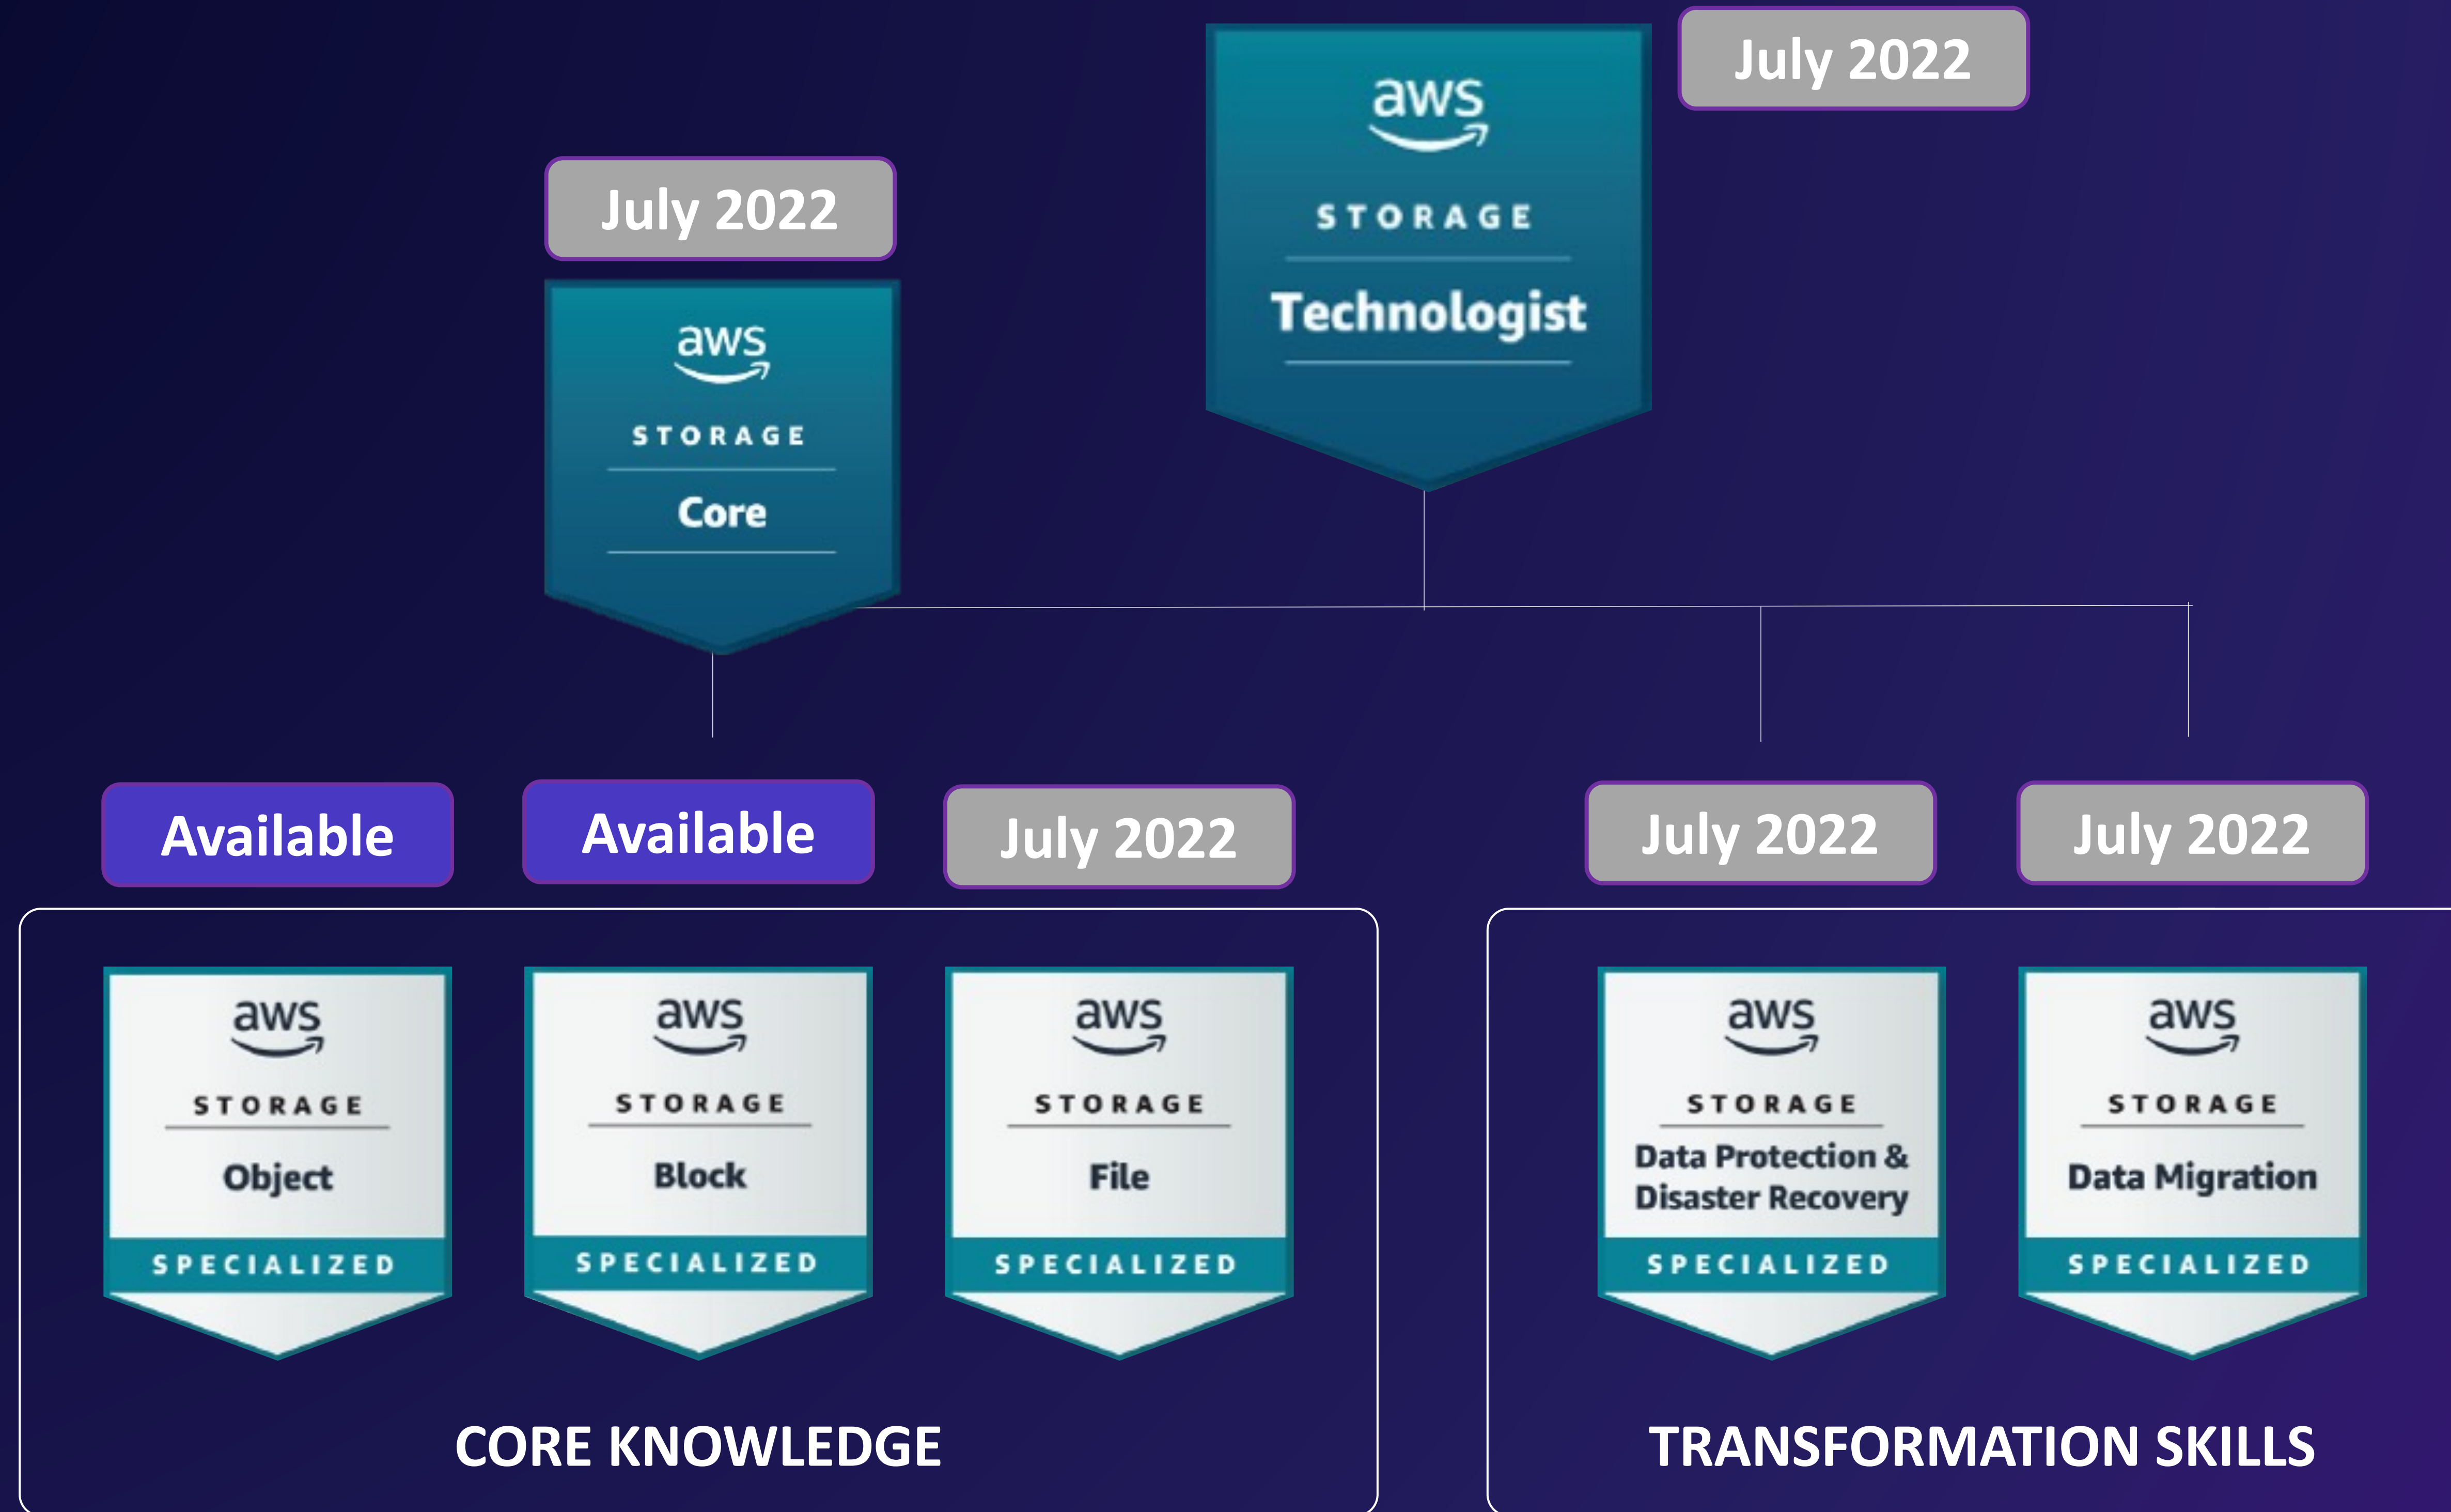 July 2022
aws
STORAGE
Technologist
July 2022
aws
STORAGE
Core
Available
Available
July 2022
July 2022
July 2022
aws
STORAGE
Object
SPECIALIZED
aws
STORAGE
Block
SPECIALIZED
aws
STORAGE
File
SPECIALIZED
aws
STORAGE
Data Protection &
Disaster Recovery
SPECIALIZED
aws
STORAGE
Data Migration
SPECIALIZED
CORE KNOWLEDGE
TRANSFORMATION SKILLS